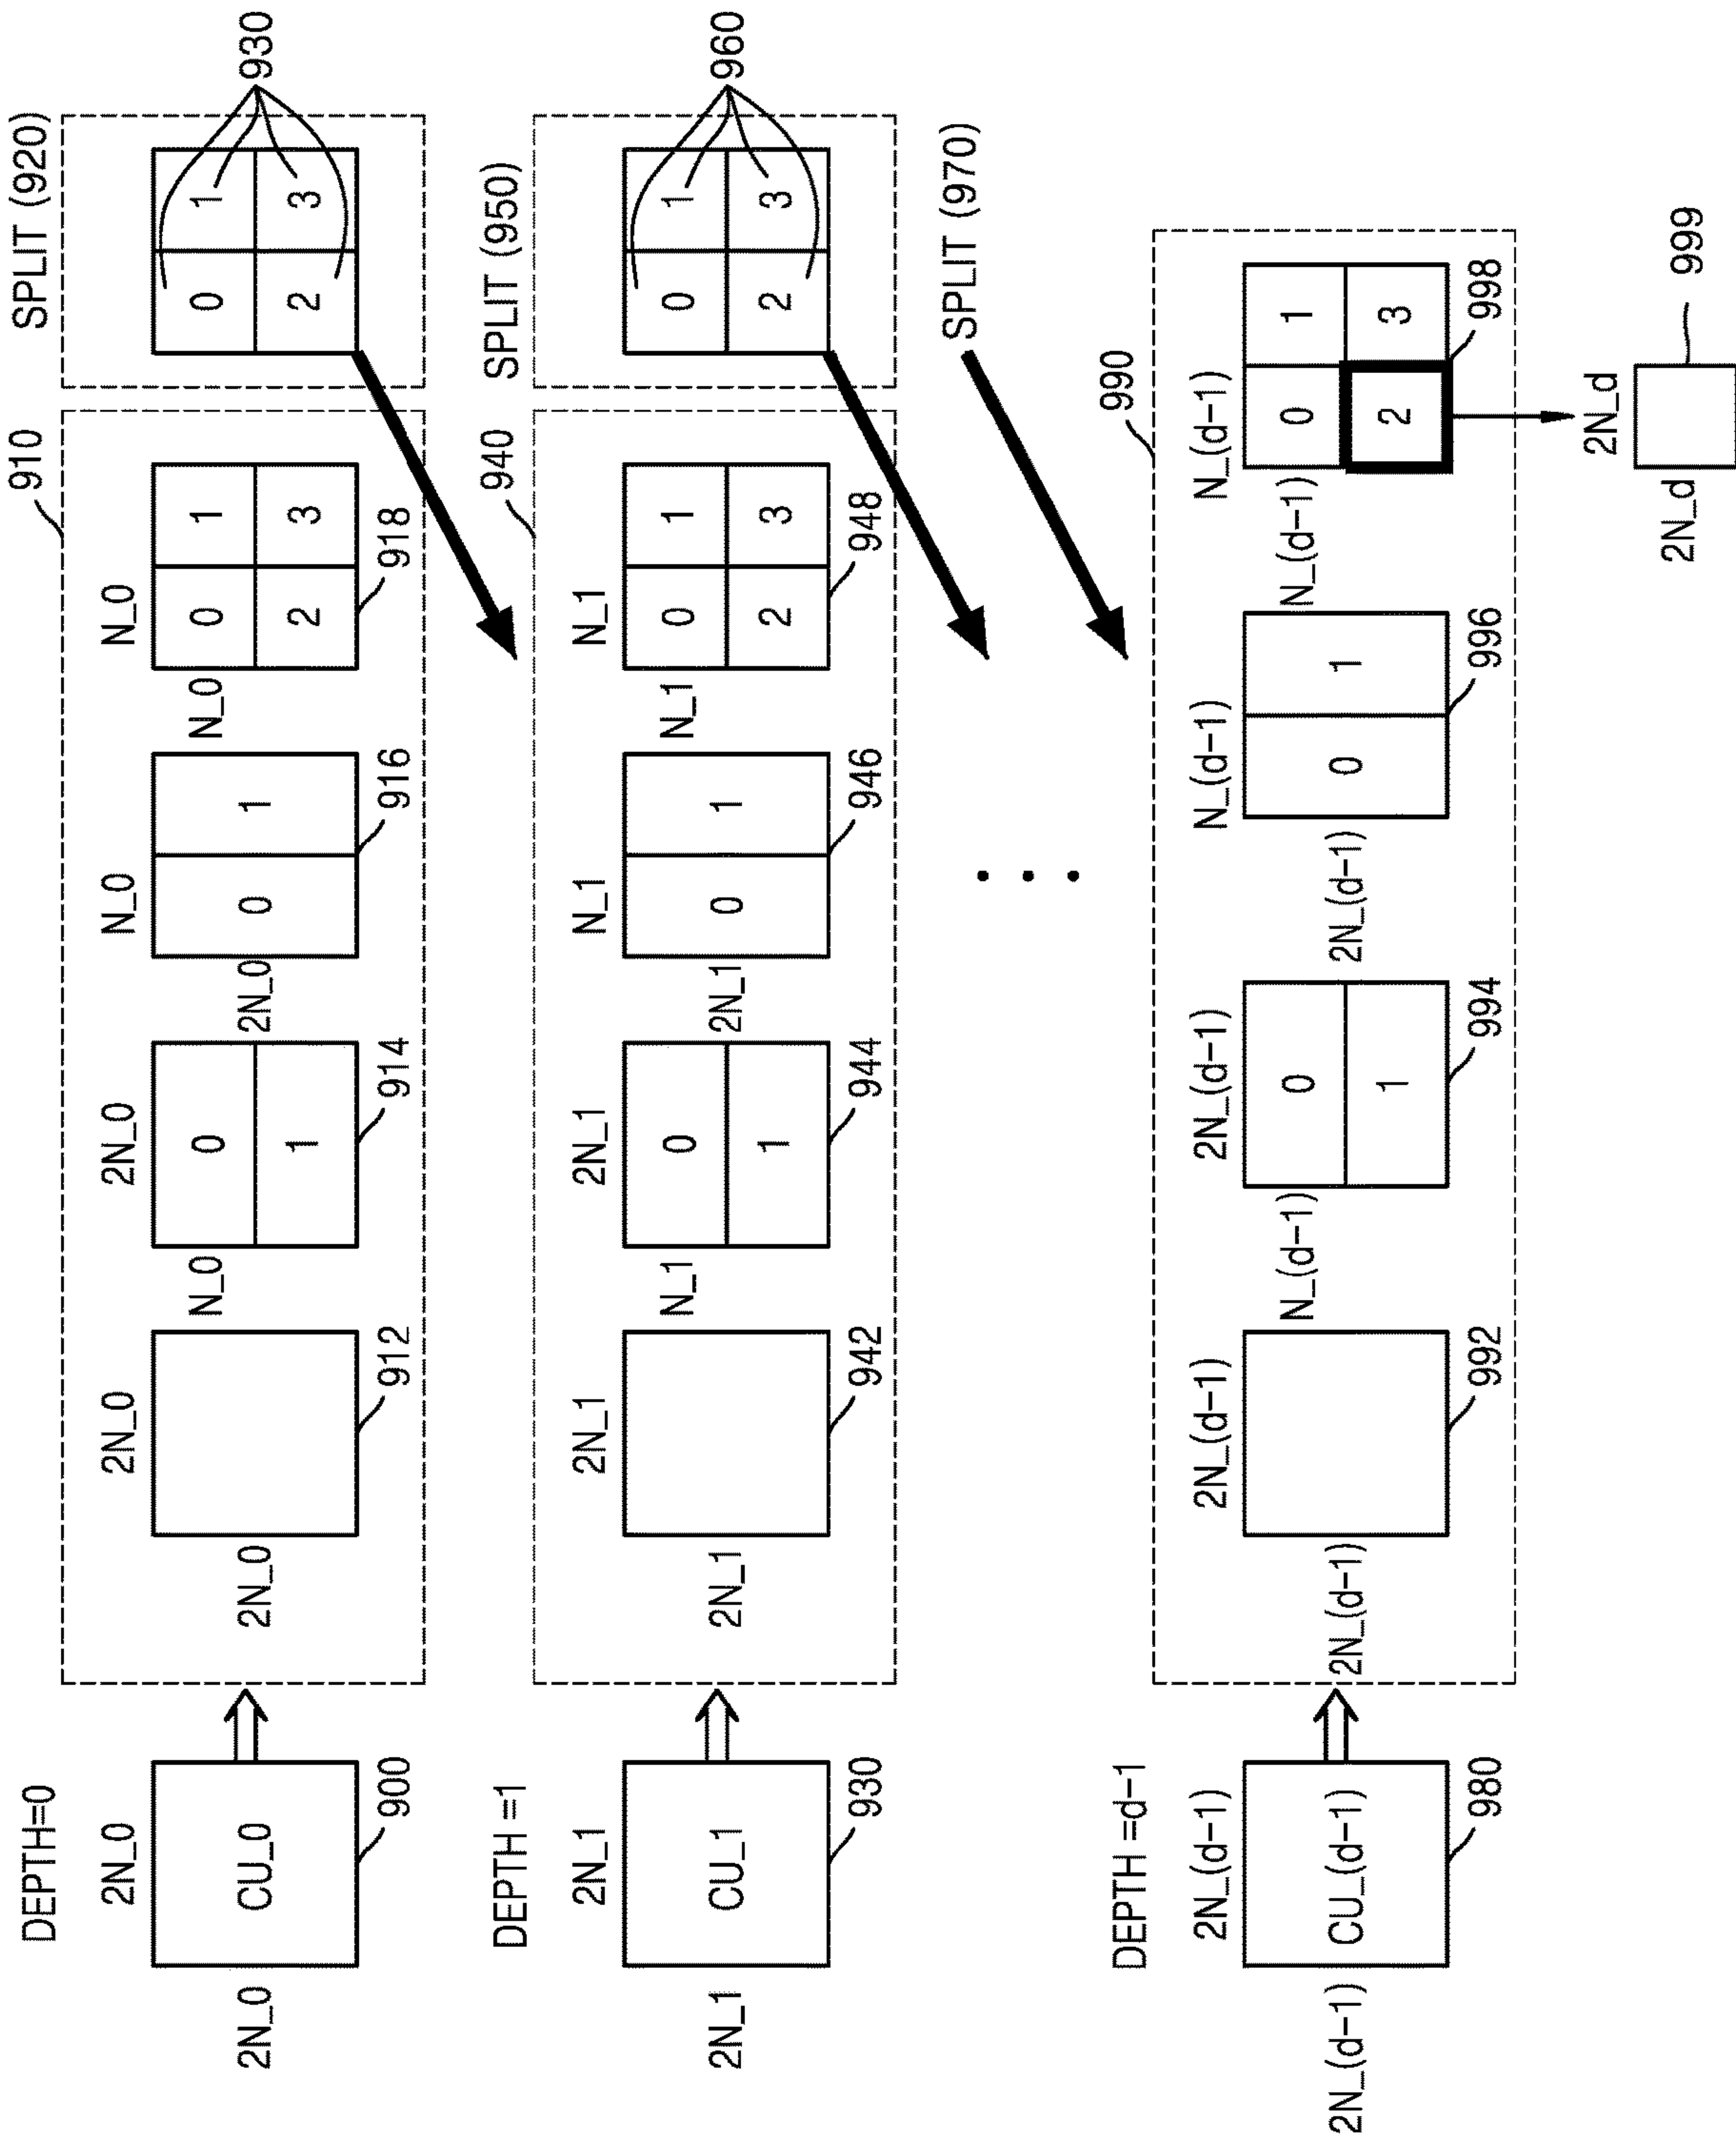 DEPTH=0
2N_0
2N_0
CU_0
900
910
2N_0
2N_0
912
2N_0
N_0
0
1
914
N_0
2N_0
0
1
916
N_0
N_0
0
1
2
3
918
SPLIT (920)
0
1
2
3
930
DEPTH =1
2N_1
2N_1
CU_1
930
940
2N_1
2N_1
942
2N_1
N_1
0
1
944
N_1
2N_1
0
1
946
N_1
N_1
0
1
2
3
948
SPLIT (950)
0
1
2
3
960
SPLIT (970)
DEPTH =d-1
2N_(d-1)
2N_(d-1)
CU_(d-1)
980
990
2N_(d-1)
2N_(d-1)
992
2N_(d-1)
N_(d-1)
0
1
994
N_(d-1)
2N_(d-1)
0
1
996
N_(d-1)
N_(d-1)
0
1
2
3
998
2N_d
2N_d
999